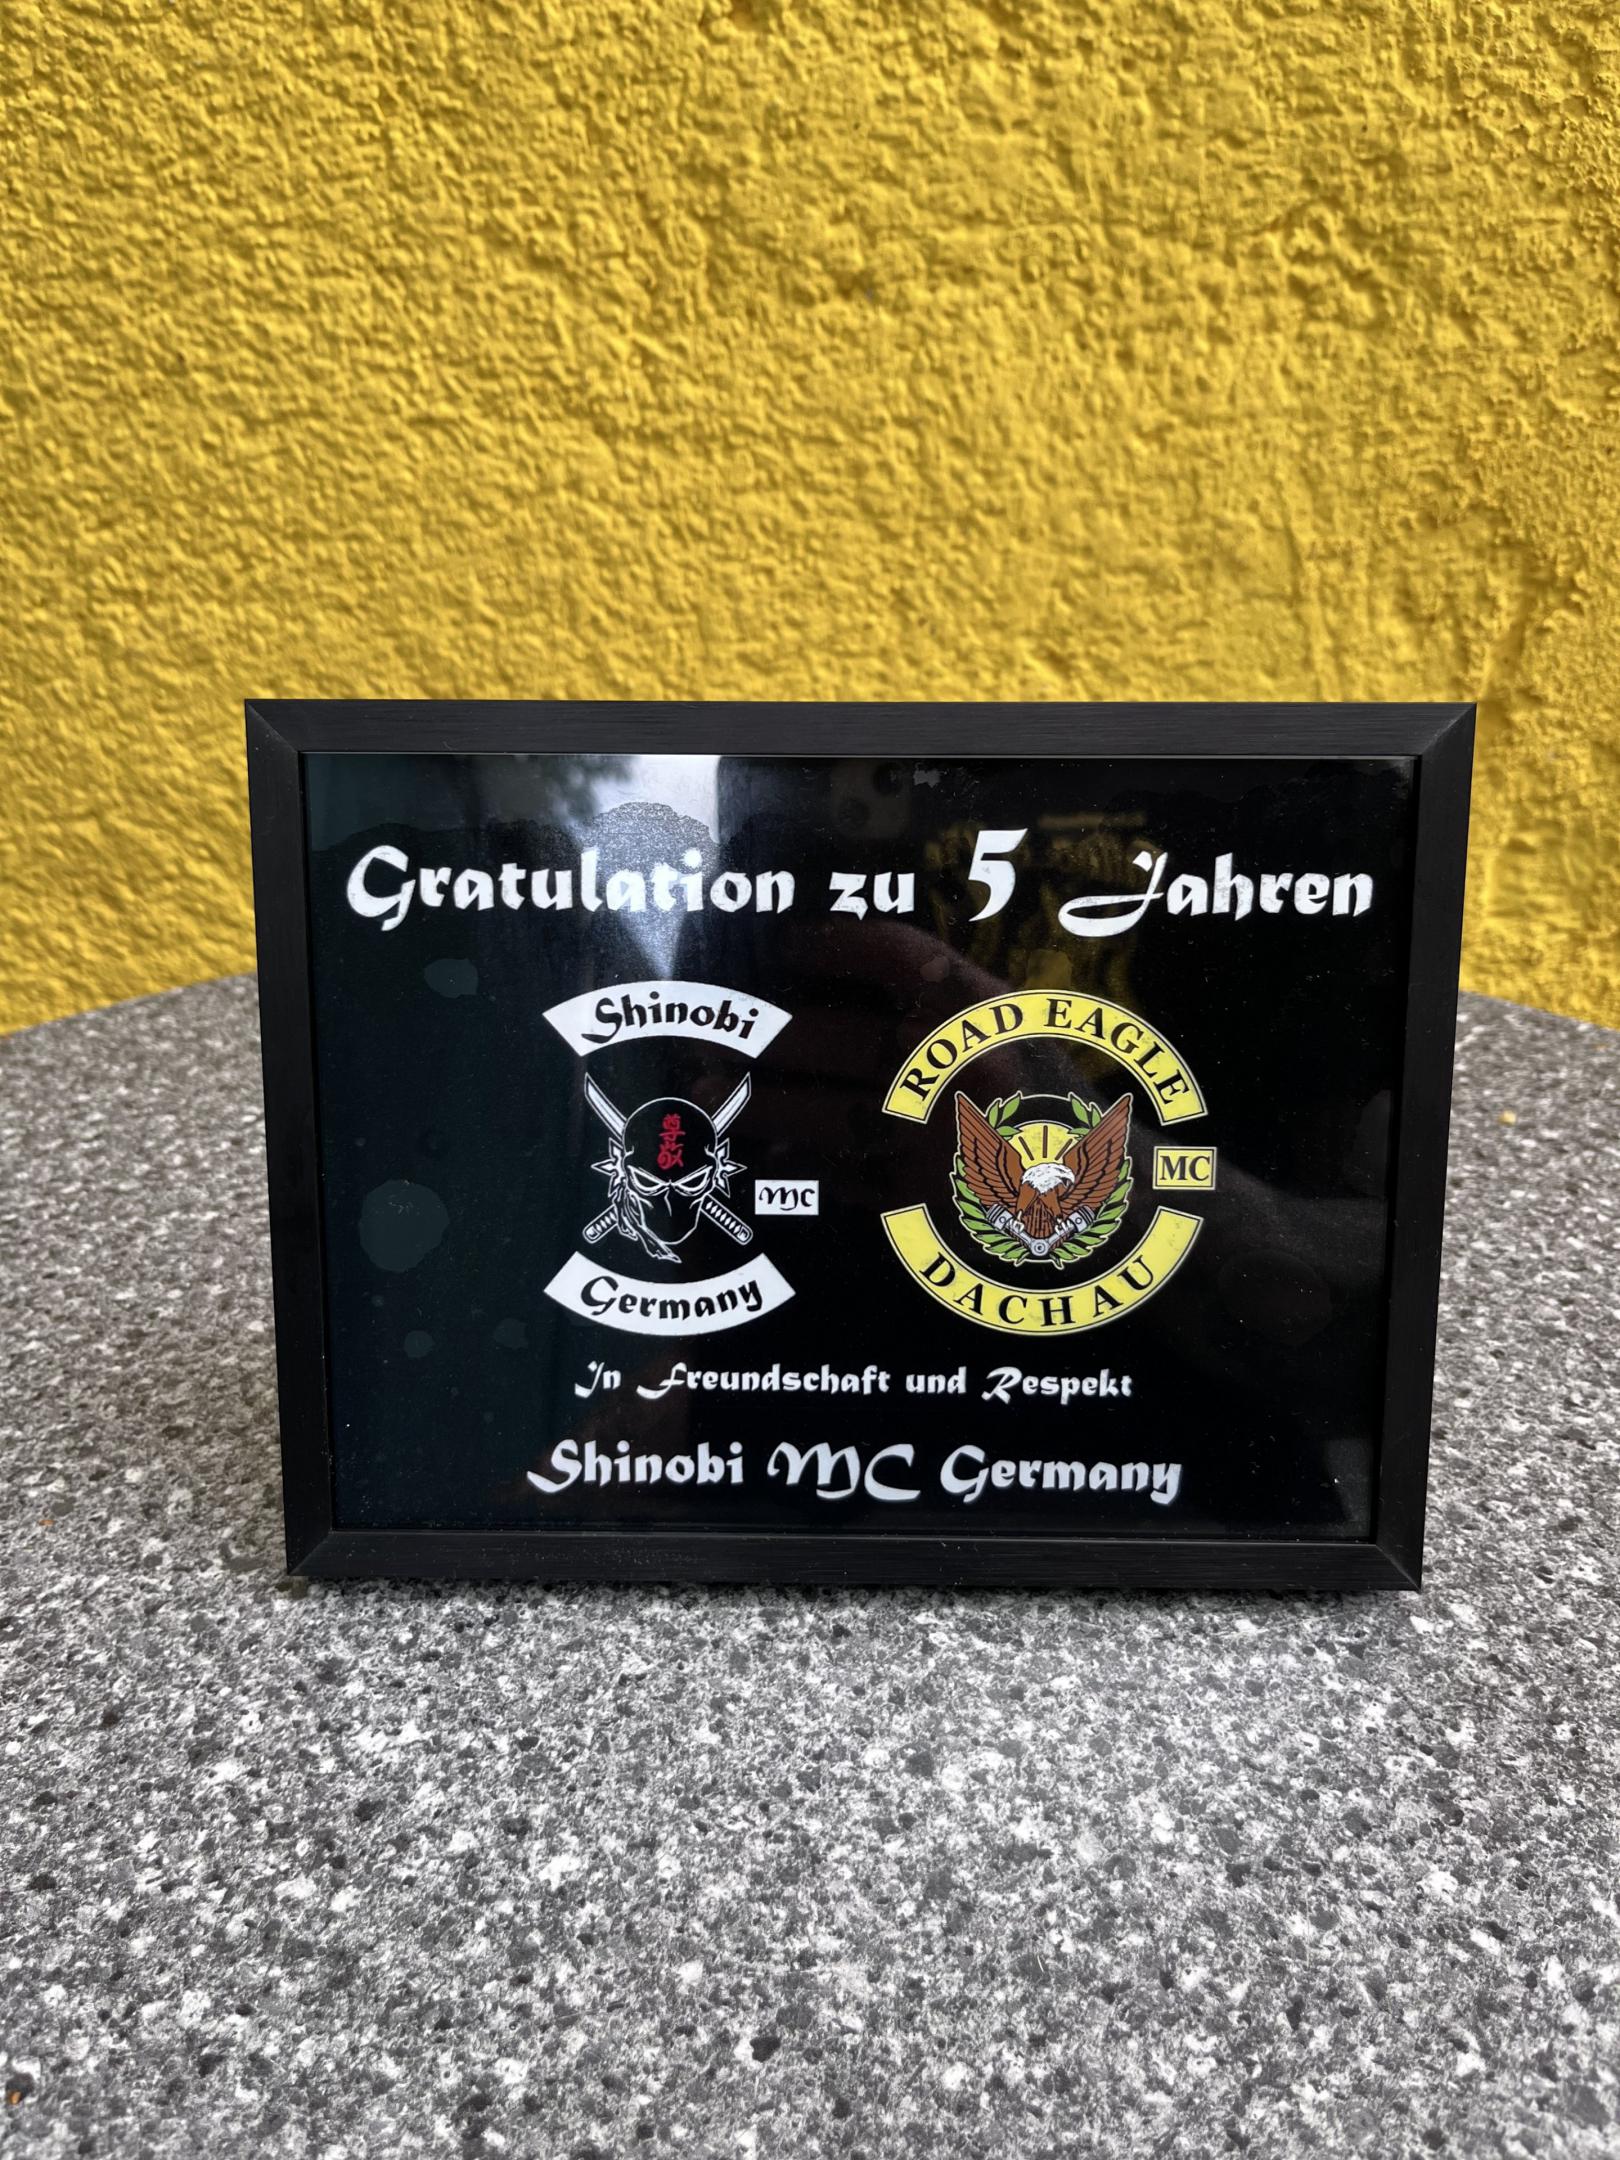 Gratulation zu 5 Jahren
Shinobi
MC
Germany
ROAD EAGLE
MC
DACHAU
In Freundschaft und Respekt
Shinobi MC Germany